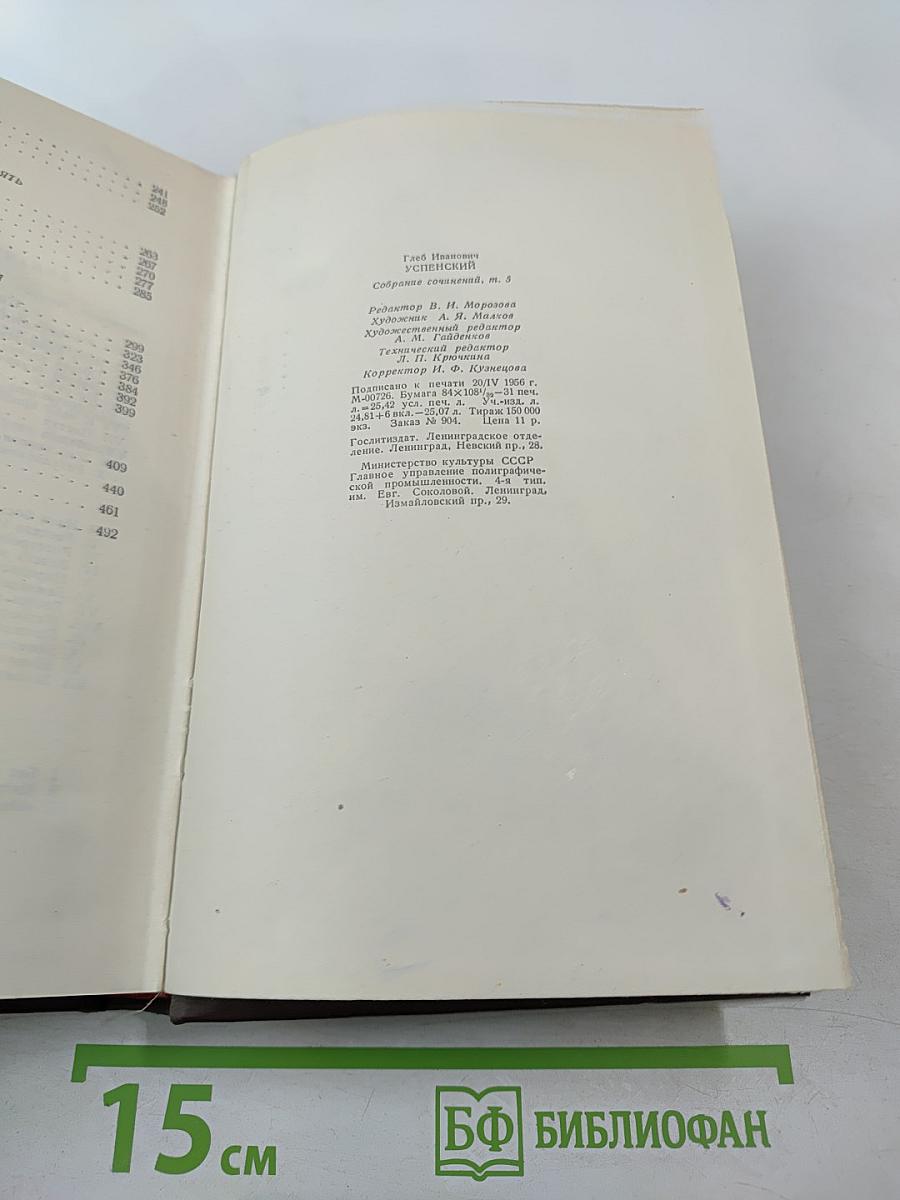 241
248
252
263
267
270
277
285
299
323
346
376
384
392
399
409
440
461
492
Глеб Иванович
УСПЕНСКИЙ
Собрание сочинений, т. 5
Редактор В. И. Морозова
Художник А. Я. Малков
Художественный редактор
А. М. Гайденков
Технический редактор
Л. П. Крючкина
Корректор И. Ф. Кузнецова
Подписано к печати 20/IV 1956 г.
М-00726. Бумага 84×108¹/₃₂—31 печ.
л.=25,42 усл. печ. л. Уч.-изд. л.
24,81+6 вкл.—25,07 л. Тираж 150 000
экз. Заказ № 904. Цена 11 р.
Гослитиздат. Ленинградское отде-
ление. Ленинград, Невский пр., 28.
Министерство культуры СССР
Главное управление полиграфиче-
ской промышленности. 4-я тип.
им. Евг. Соколовой. Ленинград,
Измайловский пр., 29.
15 см
БФ БИБЛИОФАН